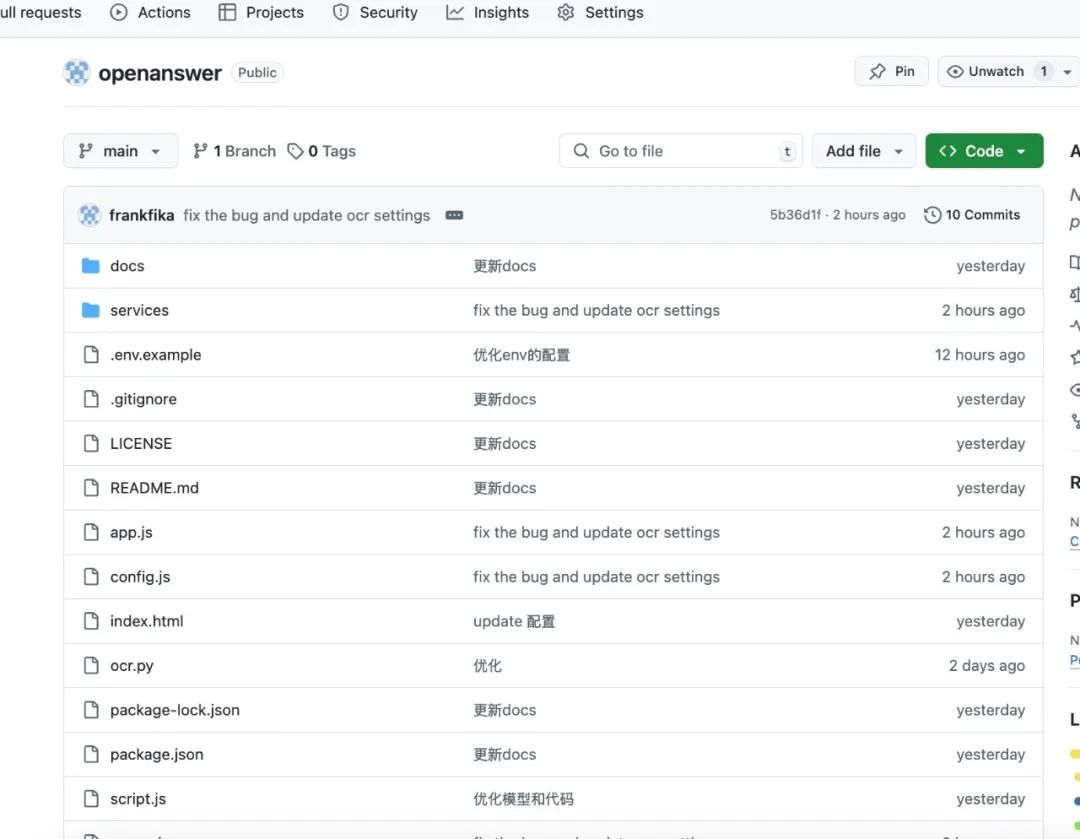 ull requests Actions Projects Security Insights Settings
openanswer Public Pin Unwatch 1
main 1 Branch 0 Tags Go to file t Add file Code
frankfika fix the bug and update ocr settings 5b36d1f · 2 hours ago 10 Commits
docs 更新docs yesterday
services fix the bug and update ocr settings 2 hours ago
.env.example 优化env的配置 12 hours ago
.gitignore 更新docs yesterday
LICENSE 更新docs yesterday
README.md 更新docs yesterday
app.js fix the bug and update ocr settings 2 hours ago
config.js fix the bug and update ocr settings 2 hours ago
index.html update 配置 yesterday
ocr.py 优化 2 days ago
package-lock.json 更新docs yesterday
package.json 更新docs yesterday
script.js 优化模型和代码 yesterday